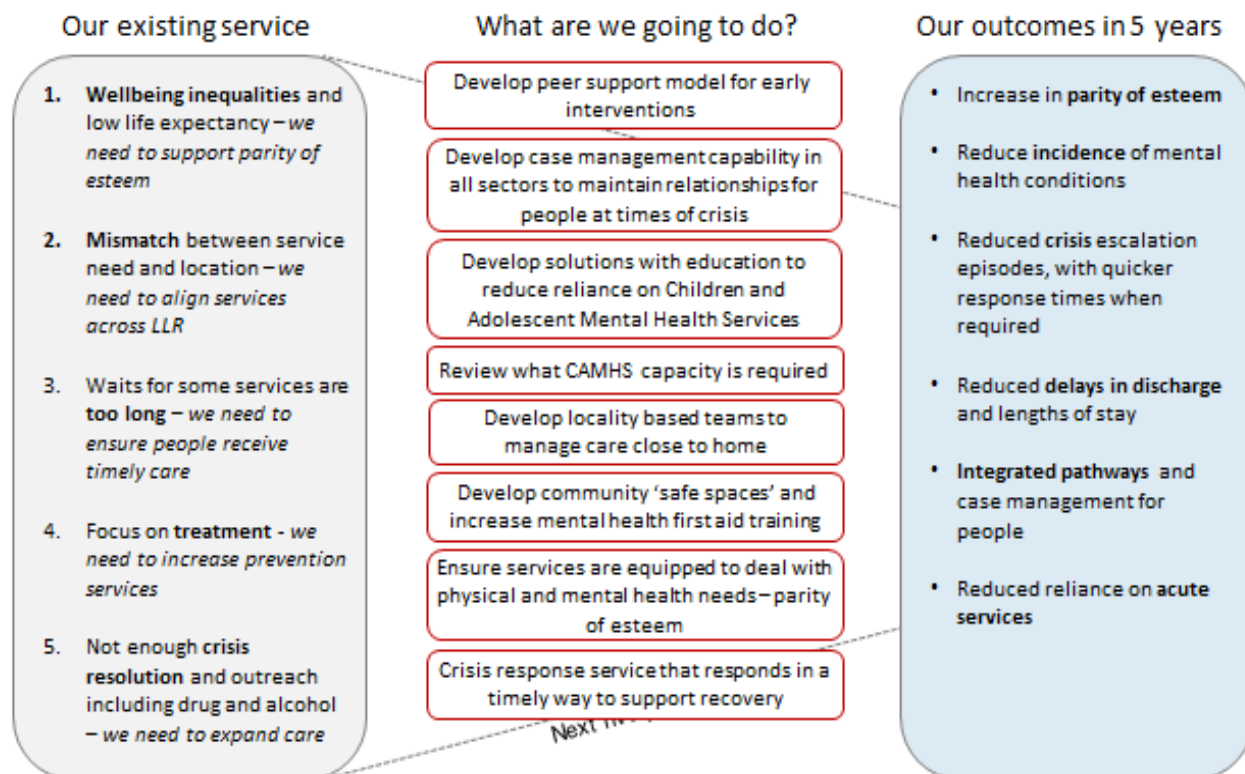 Our existing service
1. Wellbeing inequalities and
low life expectancy – we
need to support parity of
esteem
2. Mismatch between service
need and location – we
need to align services
across LLR
3. Waits for some services are
too long – we need to
ensure people receive
timely care
4. Focus on treatment - we
need to increase prevention
services
5. Not enough crisis
resolution and outreach
including drug and alcohol
– we need to expand care
What are we going to do?
Develop peer support model for early
interventions
Develop case management capability in
all sectors to maintain relationships for
people at times of crisis
Develop solutions with education to
reduce reliance on Children and
Adolescent Mental Health Services
Review what CAMHS capacity is required
Develop locality based teams to
manage care close to home
Develop community ‘safe spaces’ and
increase mental health first aid training
Ensure services are equipped to deal with
physical and mental health needs – parity
of esteem
Crisis response service that responds in a
timely way to support recovery
Next
Our outcomes in 5 years
• Increase in parity of esteem
• Reduce incidence of mental
health conditions
• Reduced crisis escalation
episodes, with quicker
response times when
required
• Reduced delays in discharge
and lengths of stay
• Integrated pathways and
case management for
people
• Reduced reliance on acute
services